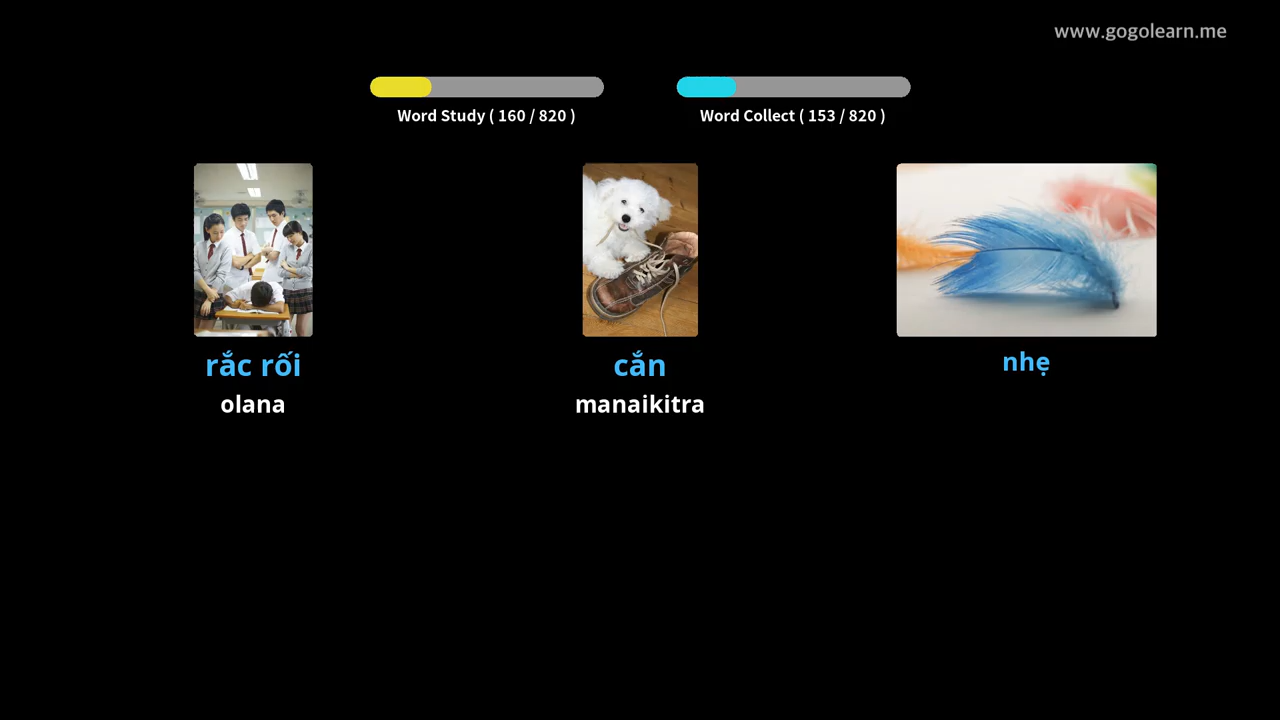 www.gogolearn.me
Word Study ( 160 / 820 )
Word Collect ( 153 / 820 )
rắc rối
olana
cắn
manaikitra
nhẹ